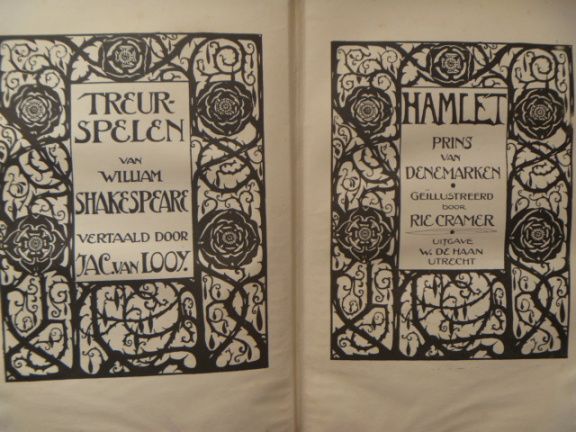 TREUR-
SPELEN
VAN
WILLIAM
SHAKESPEARE
VERTAALD DOOR
JAC. VAN LOOY
HAMLET
PRINS
VAN
DENEMARKEN
GEÏLLUSTREERD
DOOR
RIE CRAMER
UITGAVE
W. DE HAAN
UTRECHT